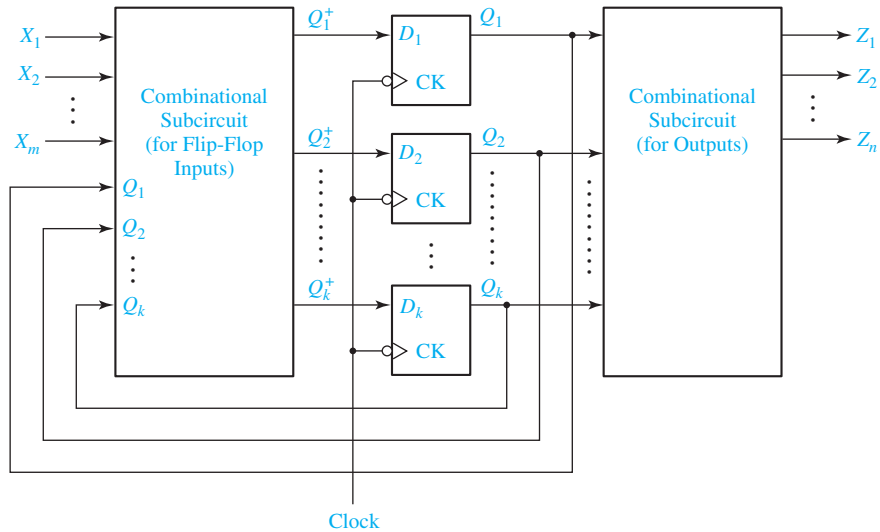 X₁
X₂
Xₘ
Q₁
Q₂
Qₖ
Combinational
Subcircuit
(for Flip-Flop
Inputs)
Q₁⁺
D₁
CK
Q₁
Q₂⁺
D₂
CK
Q₂
Qₖ⁺
Dₖ
CK
Qₖ
Combinational
Subcircuit
(for Outputs)
Z₁
Z₂
Zₙ
Clock